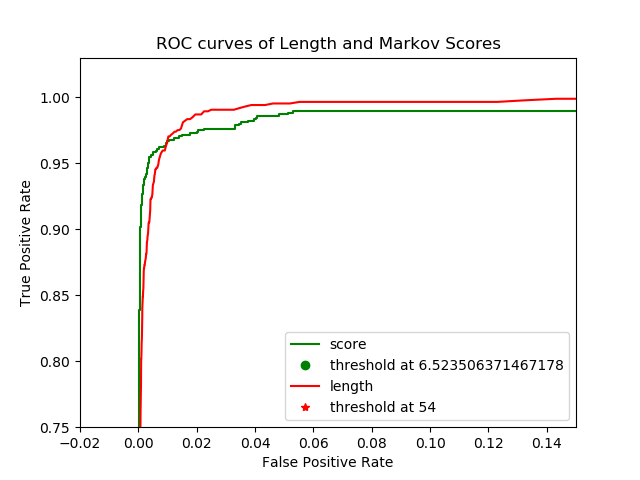 ROC curves of Length and Markov Scores
True Positive Rate
1.00
0.95
0.90
0.85
0.80
0.75
score
threshold at 6.523506371467178
length
threshold at 54
−0.02 0.00 0.02 0.04 0.06 0.08 0.10 0.12 0.14
False Positive Rate